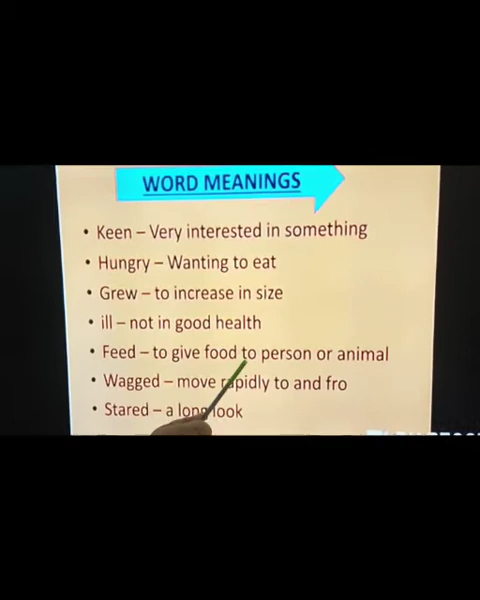 WORD MEANINGS
• Keen – Very interested in something
• Hungry – Wanting to eat
• Grew – to increase in size
• ill – not in good health
• Feed – to give food to person or animal
• Wagged – move rapidly to and fro
• Stared – a long look